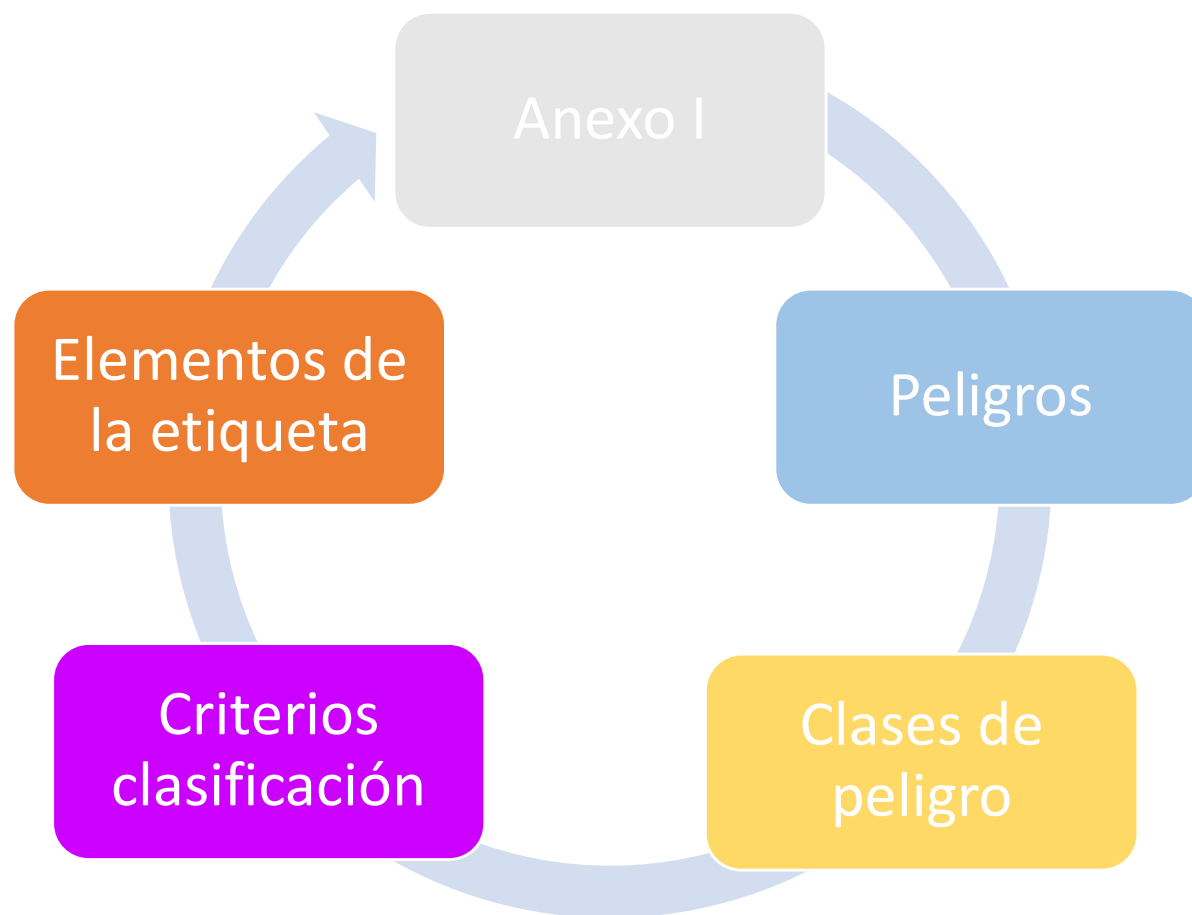 Anexo I
Peligros
Clases de
peligro
Criterios
clasificación
Elementos de
la etiqueta